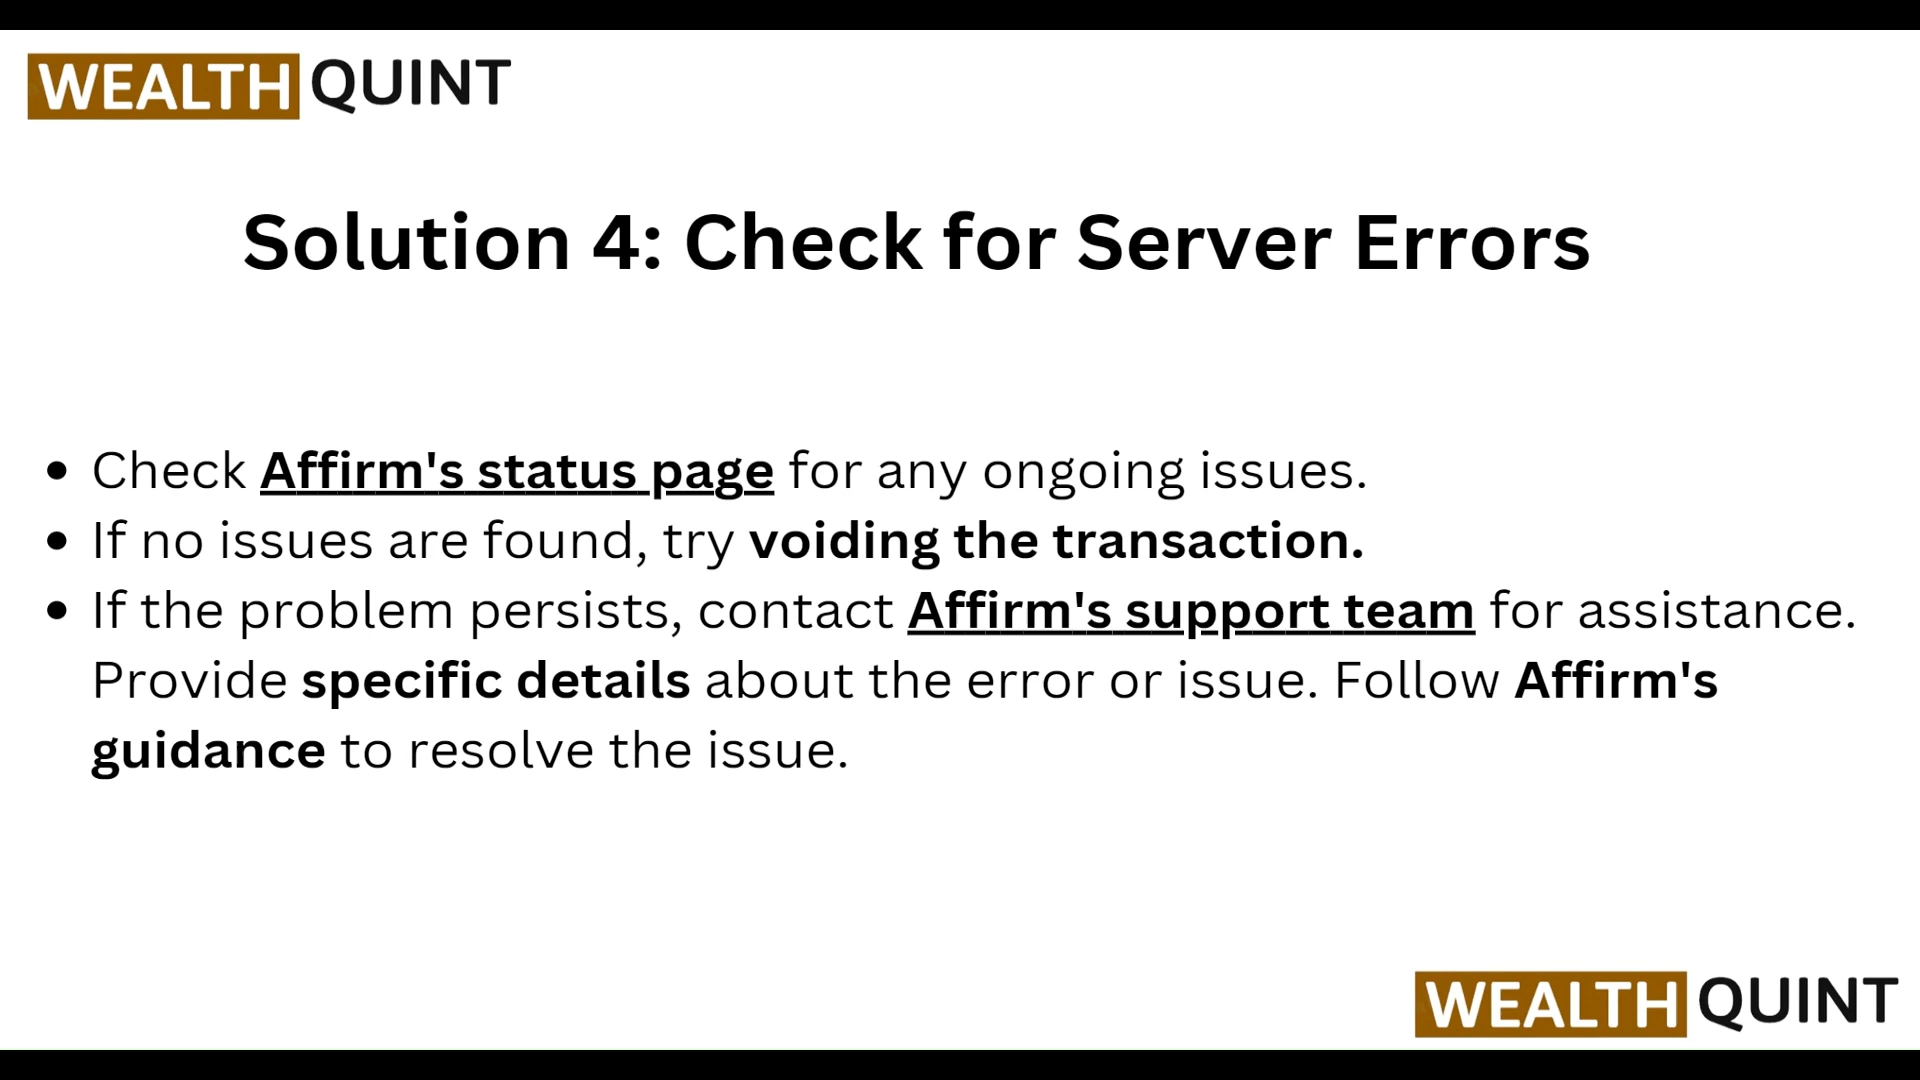 WEALTH QUINT
Solution 4: Check for Server Errors
• Check Affirm's status page for any ongoing issues.
• If no issues are found, try voiding the transaction.
• If the problem persists, contact Affirm's support team for assistance.
Provide specific details about the error or issue. Follow Affirm's
guidance to resolve the issue.
WEALTH QUINT